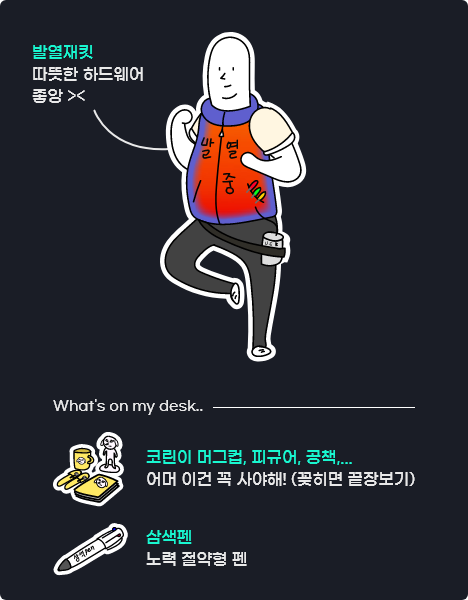 발열재킷
따뜻한 하드웨어
좋앙 ><
발 열
중
What's on my desk..
코린이 머그컵, 피규어, 공책,...
어머 이건 꼭 사야해! (꽂히면 끝장보기)
삼색펜
노력 절약형 펜